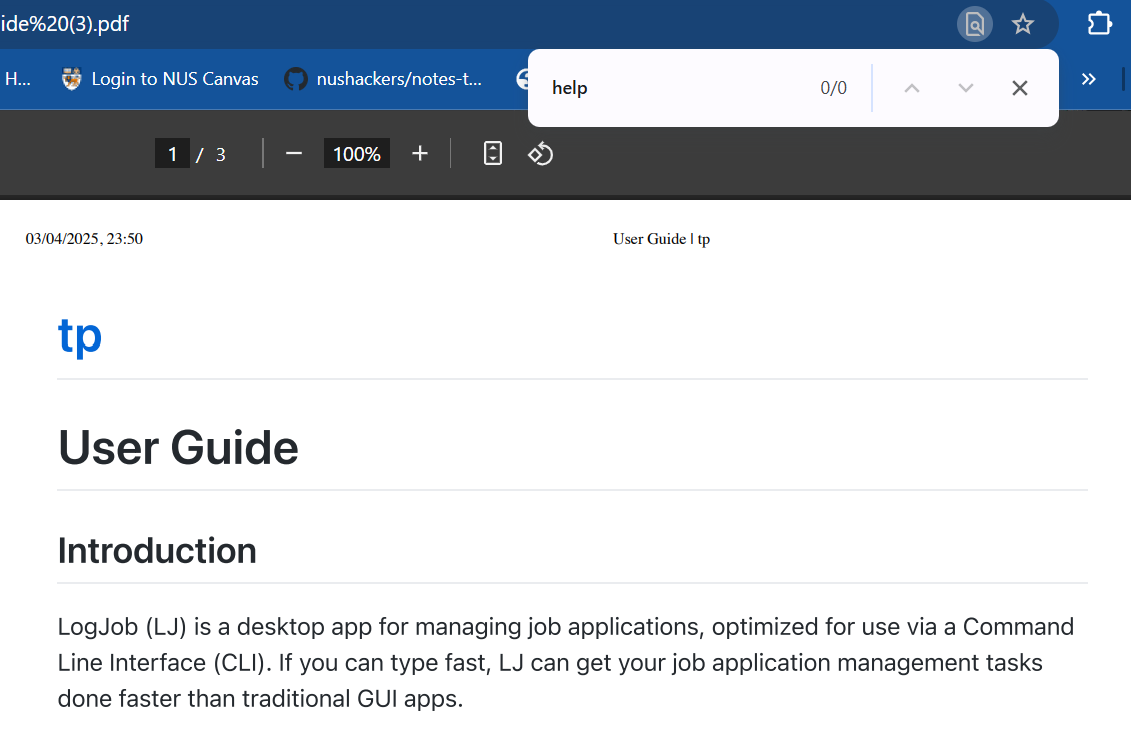 ide%20(3).pdf
H... Login to NUS Canvas nushackers/notes-t...
help 0/0
1 / 3 100%
03/04/2025, 23:50 User Guide | tp
tp
User Guide
Introduction
LogJob (LJ) is a desktop app for managing job applications, optimized for use via a Command
Line Interface (CLI). If you can type fast, LJ can get your job application management tasks
done faster than traditional GUI apps.